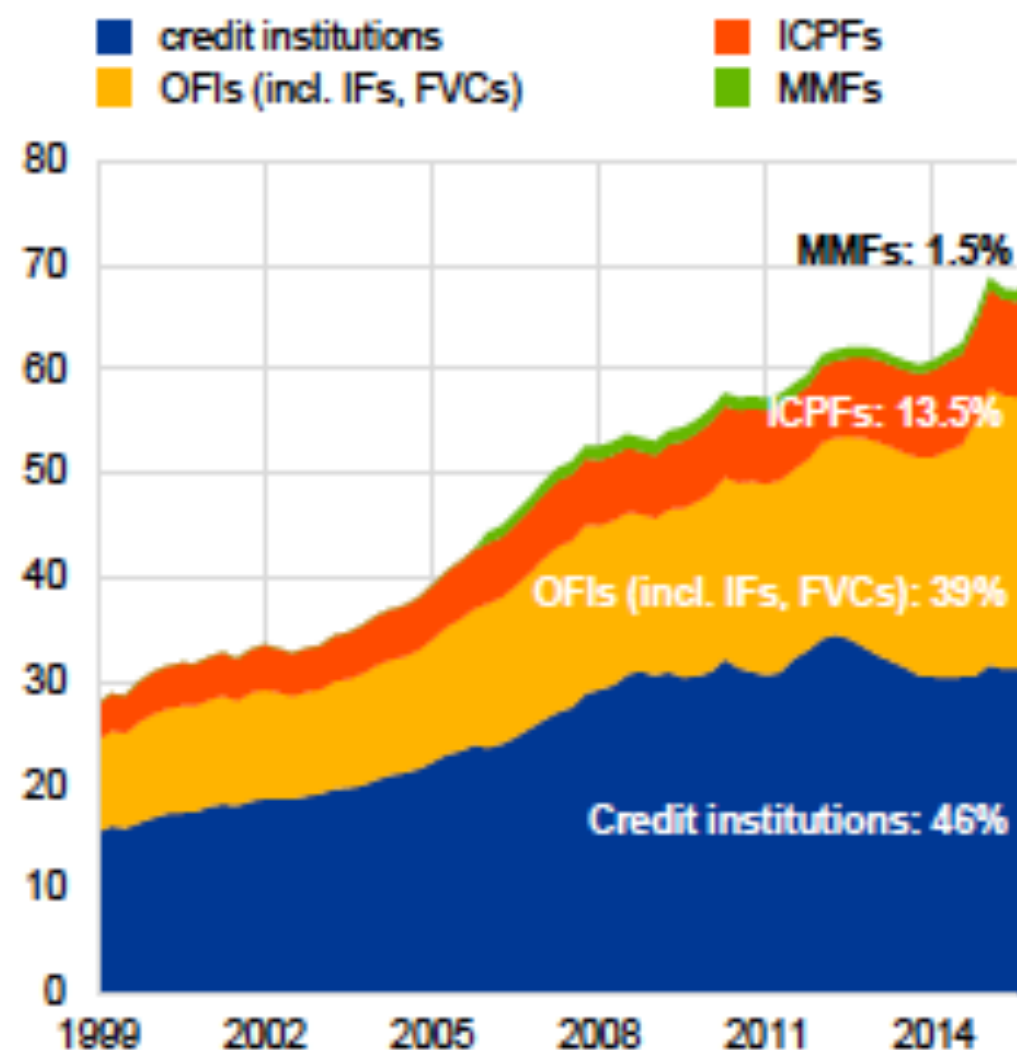 credit institutions
ICPFs
OFIs (incl. IFs, FVCs)
MMFs
80
70
60
50
40
30
20
10
0
MMFs: 1.5%
ICPFs: 13.5%
OFIs (incl. IFs, FVCs): 39%
Credit institutions: 46%
1999 2002 2005 2008 2011 2014